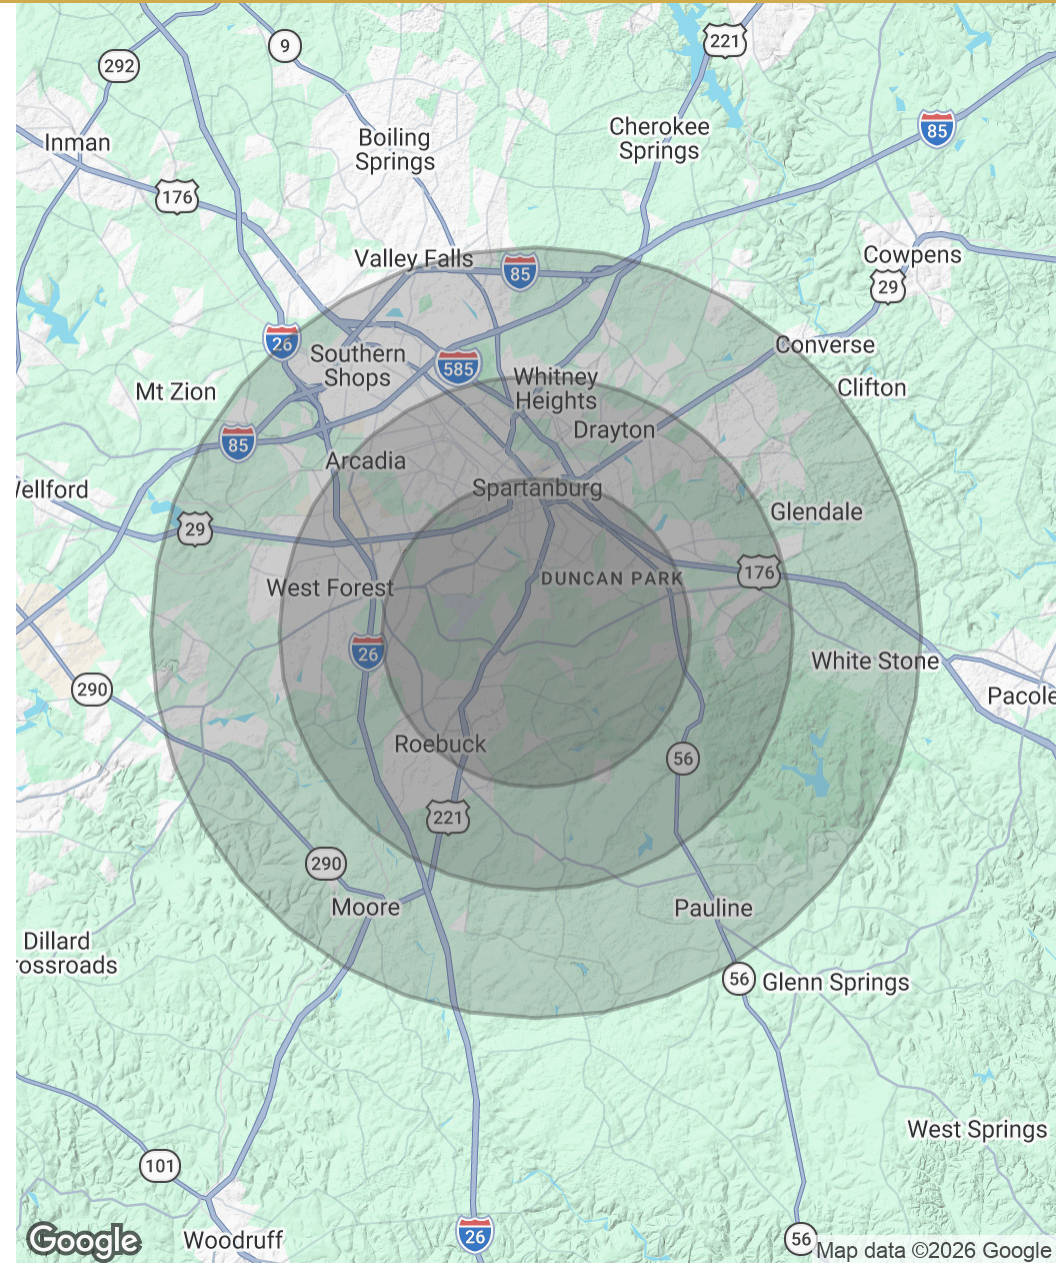 221
9
292
85
Boiling
Springs
Cherokee
Springs
Inman
176
Cowpens
Valley Falls
85
29
26
Converse
Southern
Shops
585
Whitney
Heights
Clifton
Mt Zion
Drayton
85
Arcadia
Spartanburg
Glendale
29
176
DUNCAN PARK
West Forest
26
White Stone
290
Pacole
Roebuck
56
221
290
Moore
Pauline
Dillard
rossroads
56
Glenn Springs
West Springs
101
Woodruff
26
56
Google
Map data ©2026 Google